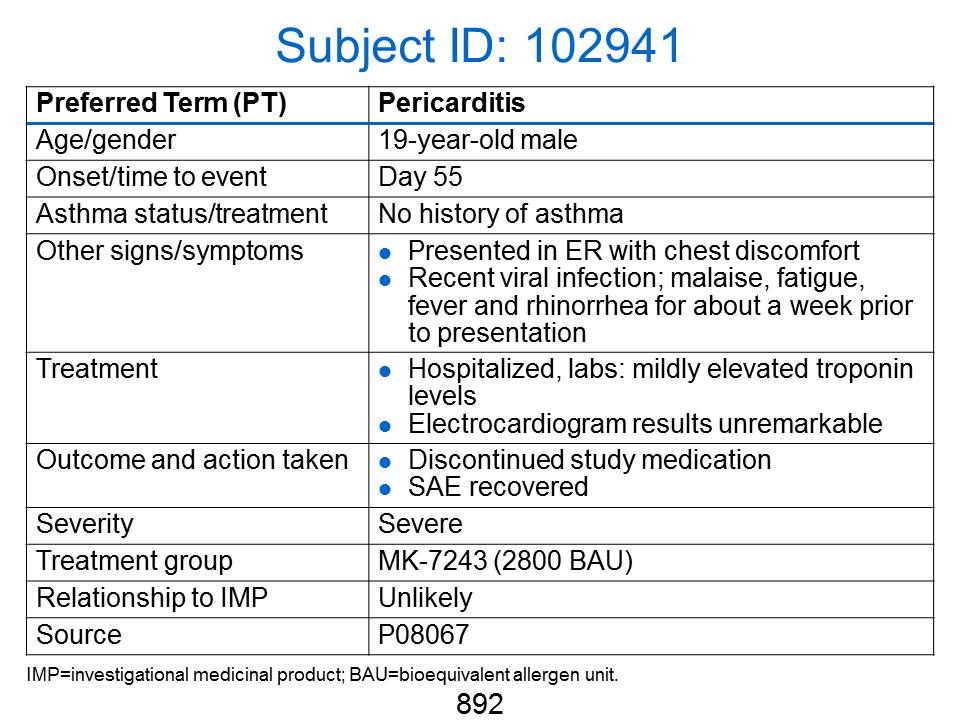 Subject ID: 102941
Preferred Term (PT) Pericarditis
Age/gender 19-year-old male
Onset/time to event Day 55
Asthma status/treatment No history of asthma
Other signs/symptoms ● Presented in ER with chest discomfort
● Recent viral infection; malaise, fatigue,
fever and rhinorrhea for about a week prior
to presentation
Treatment ● Hospitalized, labs: mildly elevated troponin
levels
● Electrocardiogram results unremarkable
Outcome and action taken ● Discontinued study medication
● SAE recovered
Severity Severe
Treatment group MK-7243 (2800 BAU)
Relationship to IMP Unlikely
Source P08067
IMP=investigational medicinal product; BAU=bioequivalent allergen unit.
892